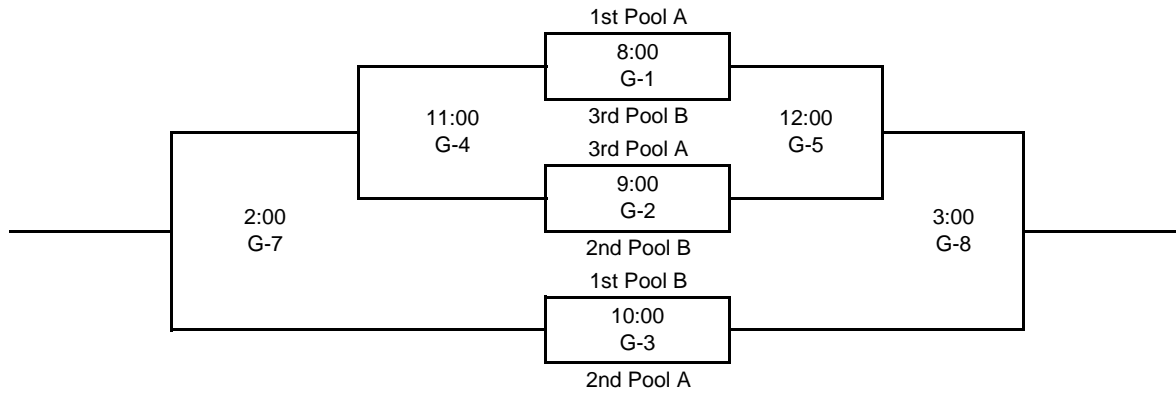 1st Pool A
8:00
G-1
3rd Pool B
11:00
G-4
12:00
G-5
3rd Pool A
9:00
G-2
2nd Pool B
2:00
G-7
3:00
G-8
1st Pool B
10:00
G-3
2nd Pool A